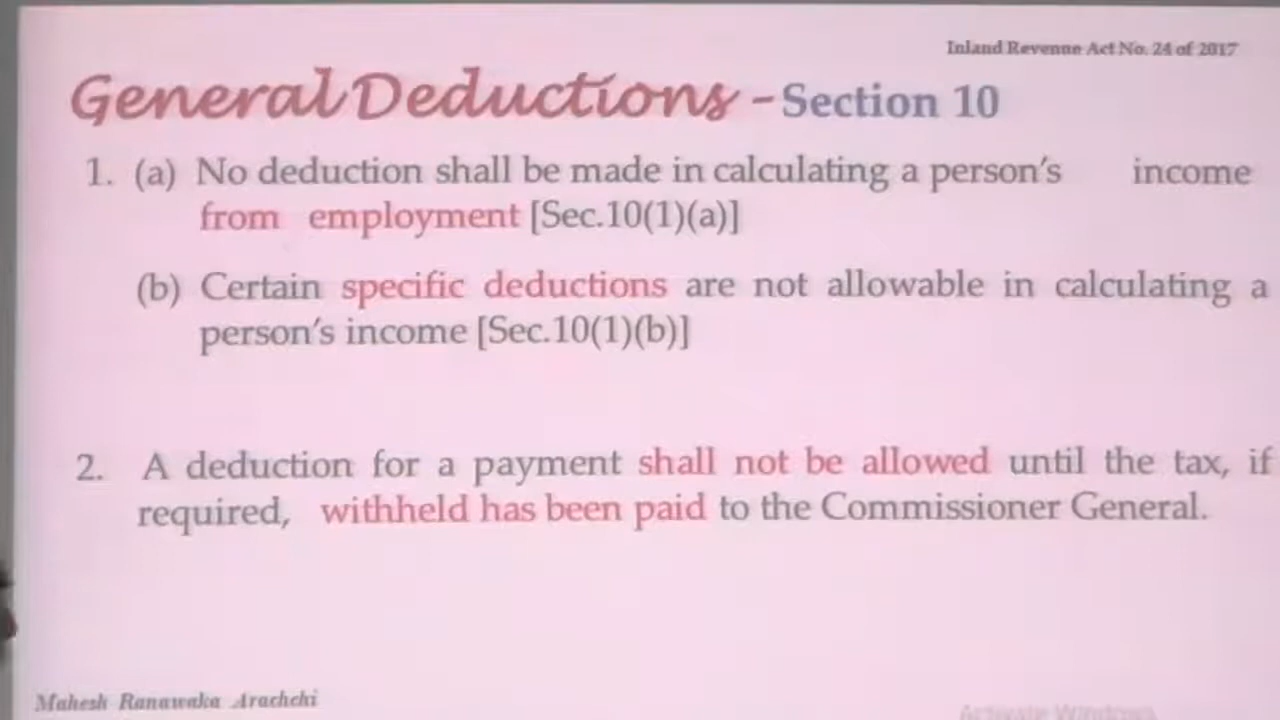 Inland Revenue Act No. 24 of 2017
General Deductions - Section 10
1. (a) No deduction shall be made in calculating a person's income
from employment [Sec.10(1)(a)]
(b) Certain specific deductions are not allowable in calculating a
person's income [Sec.10(1)(b)]
2. A deduction for a payment shall not be allowed until the tax, if
required, withheld has been paid to the Commissioner General.
Mahesh Ranawaka Arachchi
Activate Windows